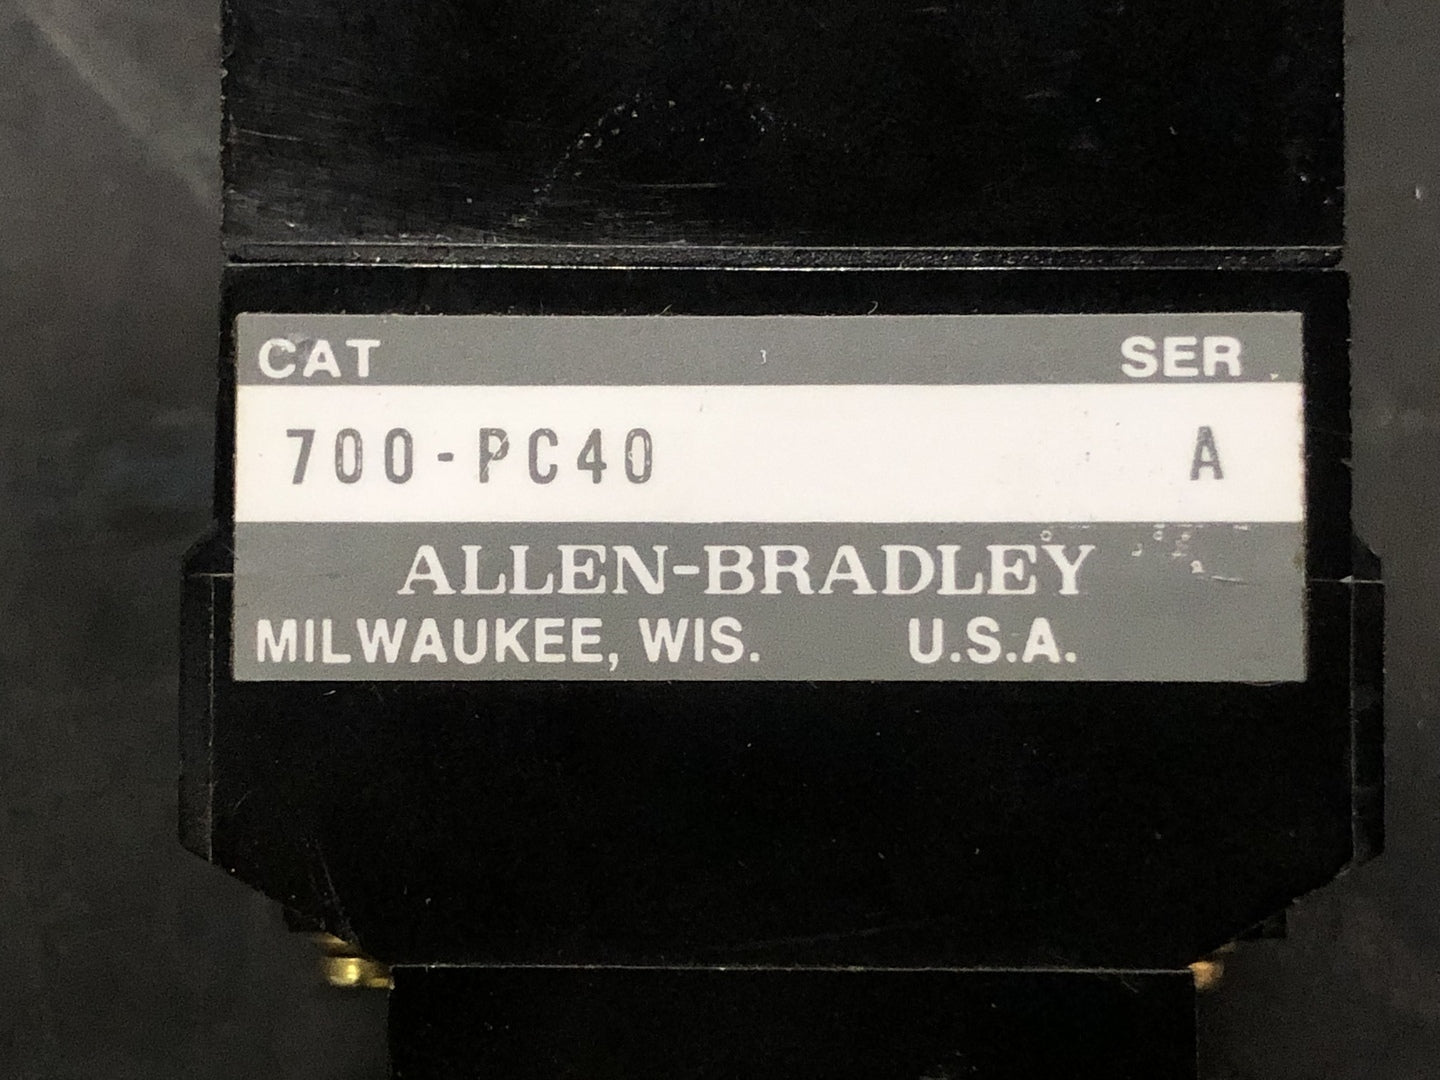 CAT SER
700-PC40 A
ALLEN-BRADLEY
MILWAUKEE, WIS. U.S.A.